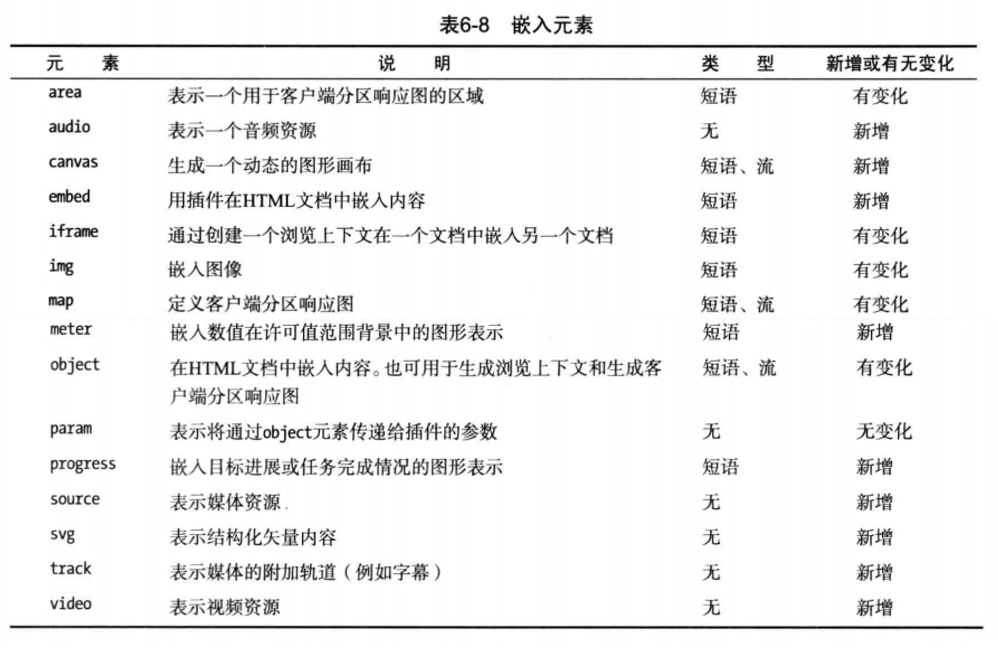 表6-8 嵌入元素
元 素 说 明 类 型 新增或有无变化
area 表示一个用于客户端分区响应图的区域 短语 有变化
audio 表示一个音频资源 无 新增
canvas 生成一个动态的图形画布 短语、流 新增
embed 用插件在HTML文档中嵌入内容 短语 新增
iframe 通过创建一个浏览上下文在一个文档中嵌入另一个文档 短语 有变化
img 嵌入图像 短语 有变化
map 定义客户端分区响应图 短语、流 有变化
meter 嵌入数值在许可值范围背景中的图形表示 短语 新增
object 在HTML文档中嵌入内容。也可用于生成浏览上下文和生成客 短语、流 有变化
户端分区响应图
param 表示将通过object元素传递给插件的参数 无 无变化
progress 嵌入目标进展或任务完成情况的图形表示 短语 新增
source 表示媒体资源 无 新增
svg 表示结构化矢量内容 无 新增
track 表示媒体的附加轨道（例如字幕） 无 新增
video 表示视频资源 无 新增